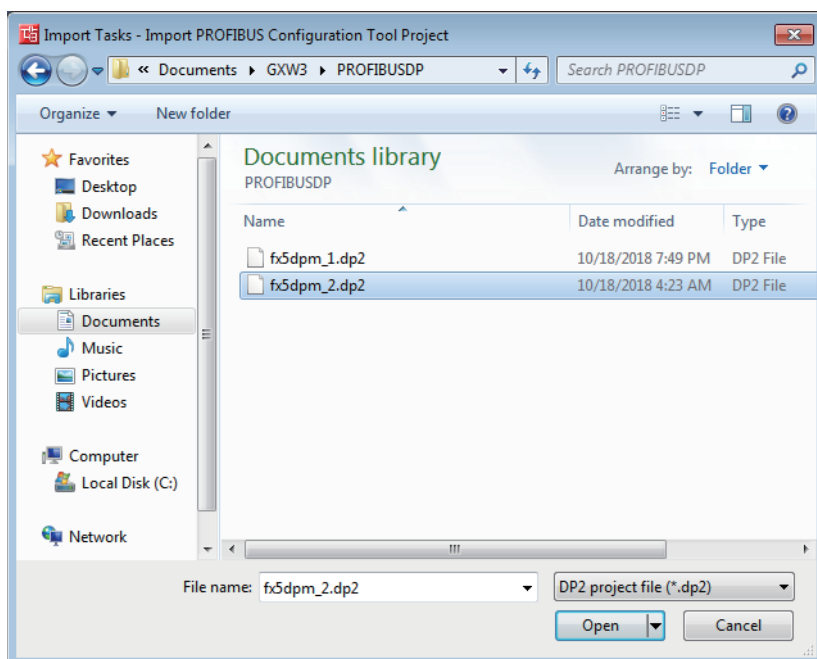 Import Tasks - Import PROFIBUS Configuration Tool Project
« Documents ▸ GXW3 ▸ PROFIBUSDP
Search PROFIBUSDP
Organize ▾ New folder
Favorites
Desktop
Downloads
Recent Places
Libraries
Documents
Music
Pictures
Videos
Computer
Local Disk (C:)
Network
Documents library
PROFIBUSDP
Arrange by: Folder ▾
Name Date modified Type
fx5dpm_1.dp2 10/18/2018 7:49 PM DP2 File
fx5dpm_2.dp2 10/18/2018 4:23 AM DP2 File
File name: fx5dpm_2.dp2 DP2 project file (*.dp2)
Open Cancel